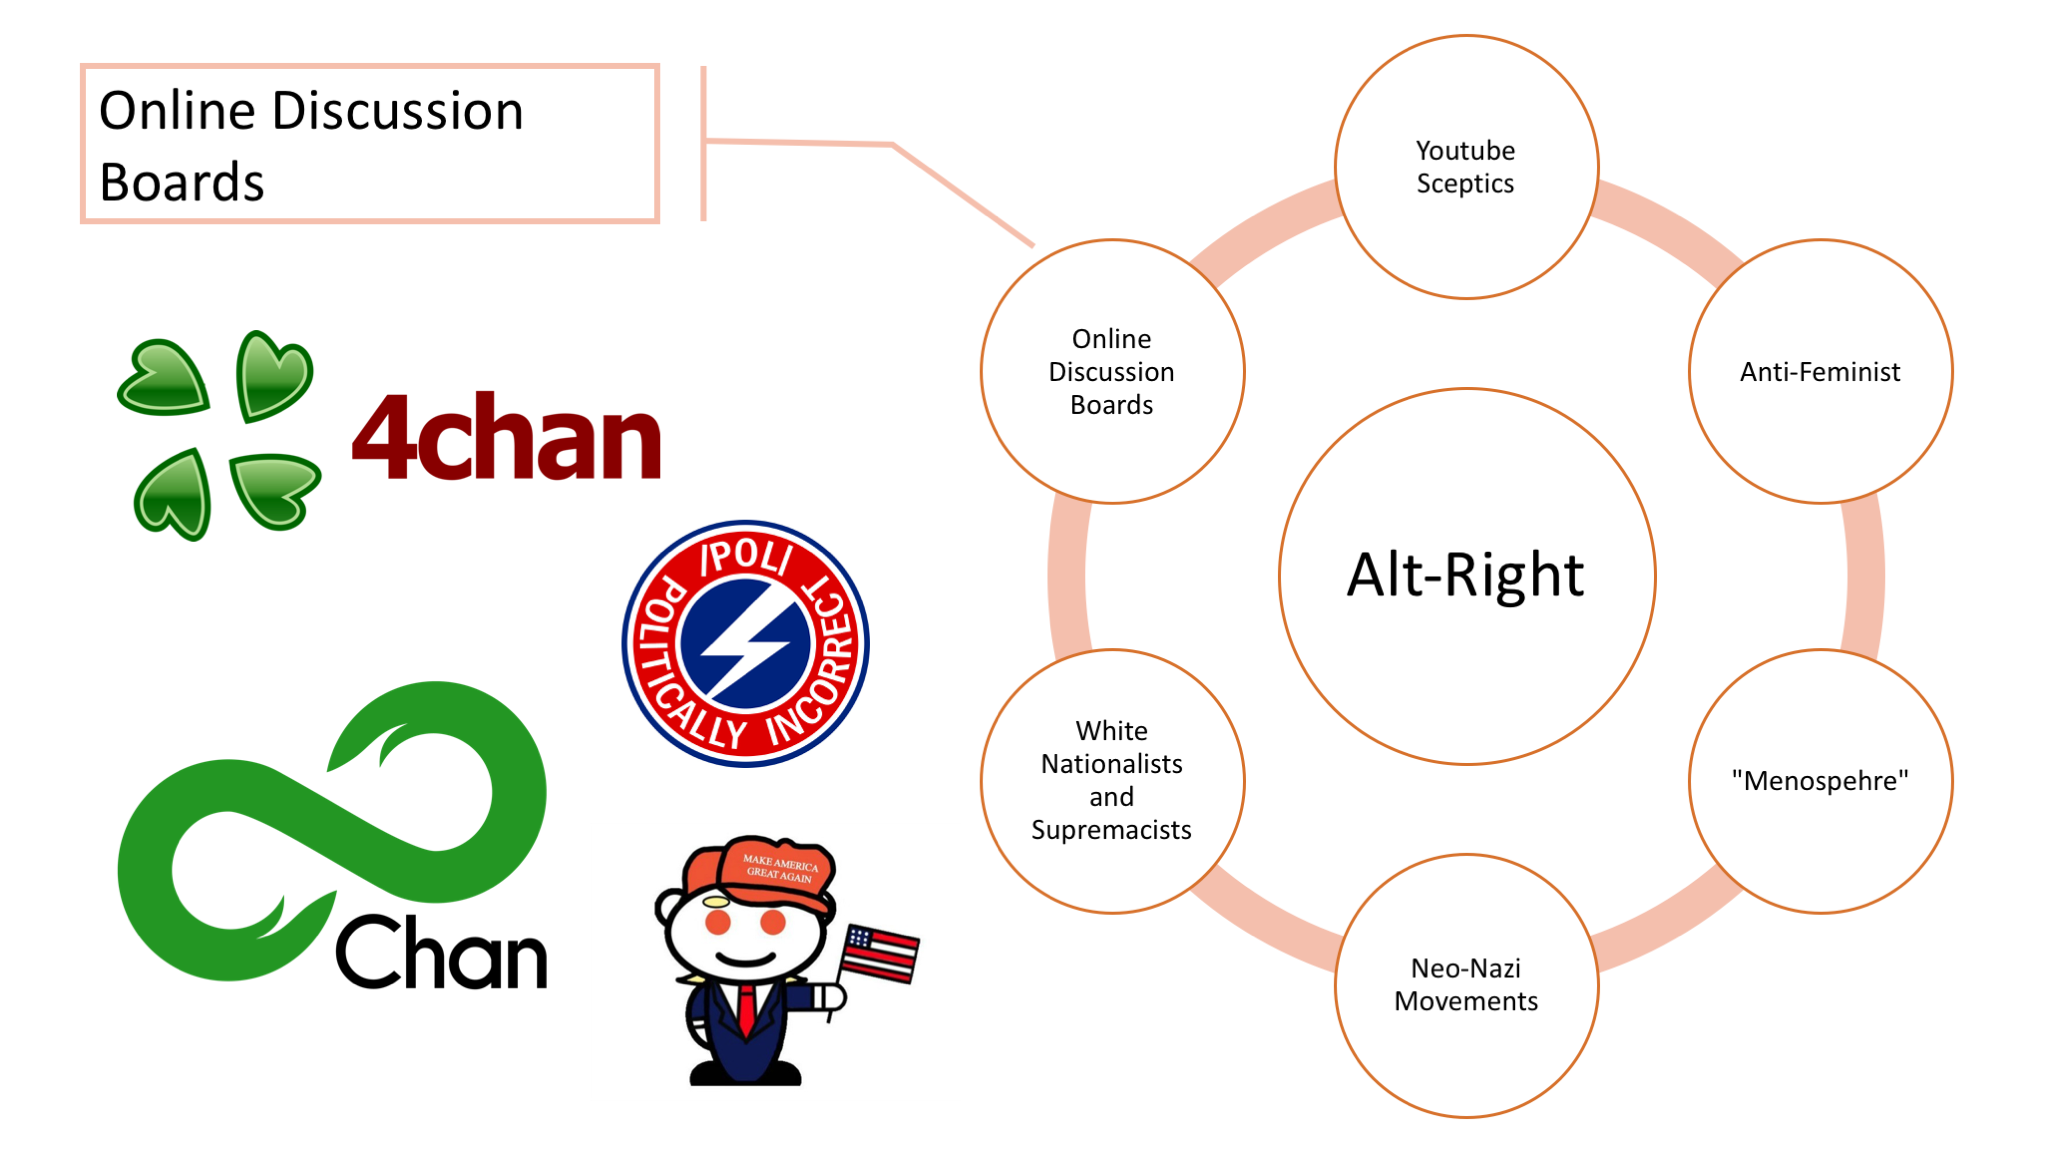 Online Discussion
Boards
4chan
/POL/
POLITICALLY INCORRECT
Chan
MAKE AMERICA
GREAT AGAIN
Youtube
Sceptics
Online
Discussion
Boards
Anti-Feminist
Alt-Right
White
Nationalists
and
Supremacists
"Menospehre"
Neo-Nazi
Movements